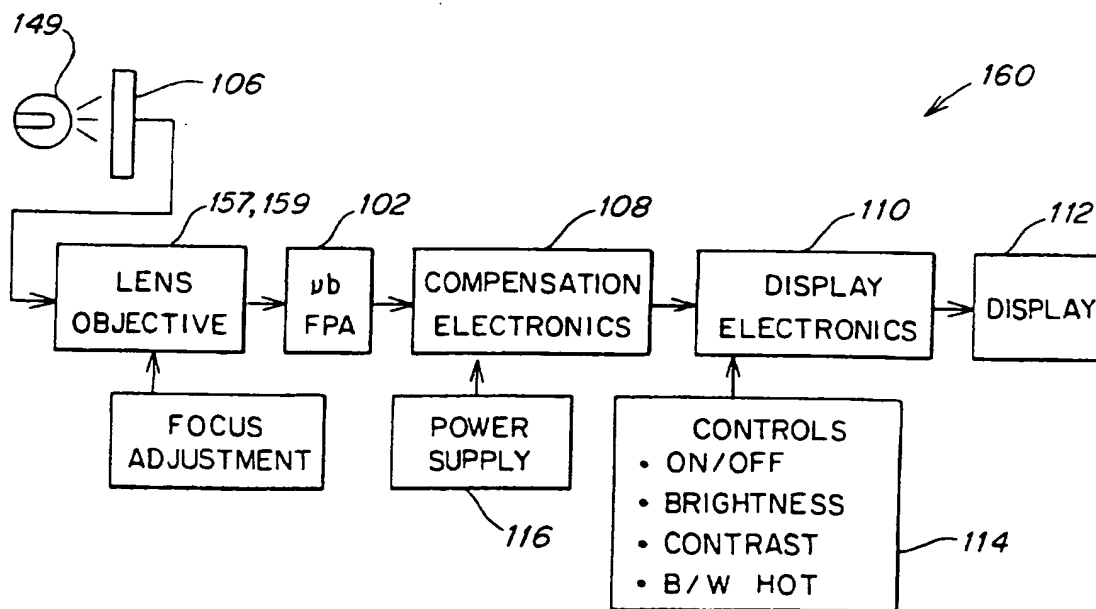 149
106
160
157,159
102
108
110
112
LENS
OBJECTIVE
µb
FPA
COMPENSATION
ELECTRONICS
DISPLAY
ELECTRONICS
DISPLAY
FOCUS
ADJUSTMENT
POWER
SUPPLY
116
CONTROLS
• ON/OFF
• BRIGHTNESS
• CONTRAST
• B/W HOT
114